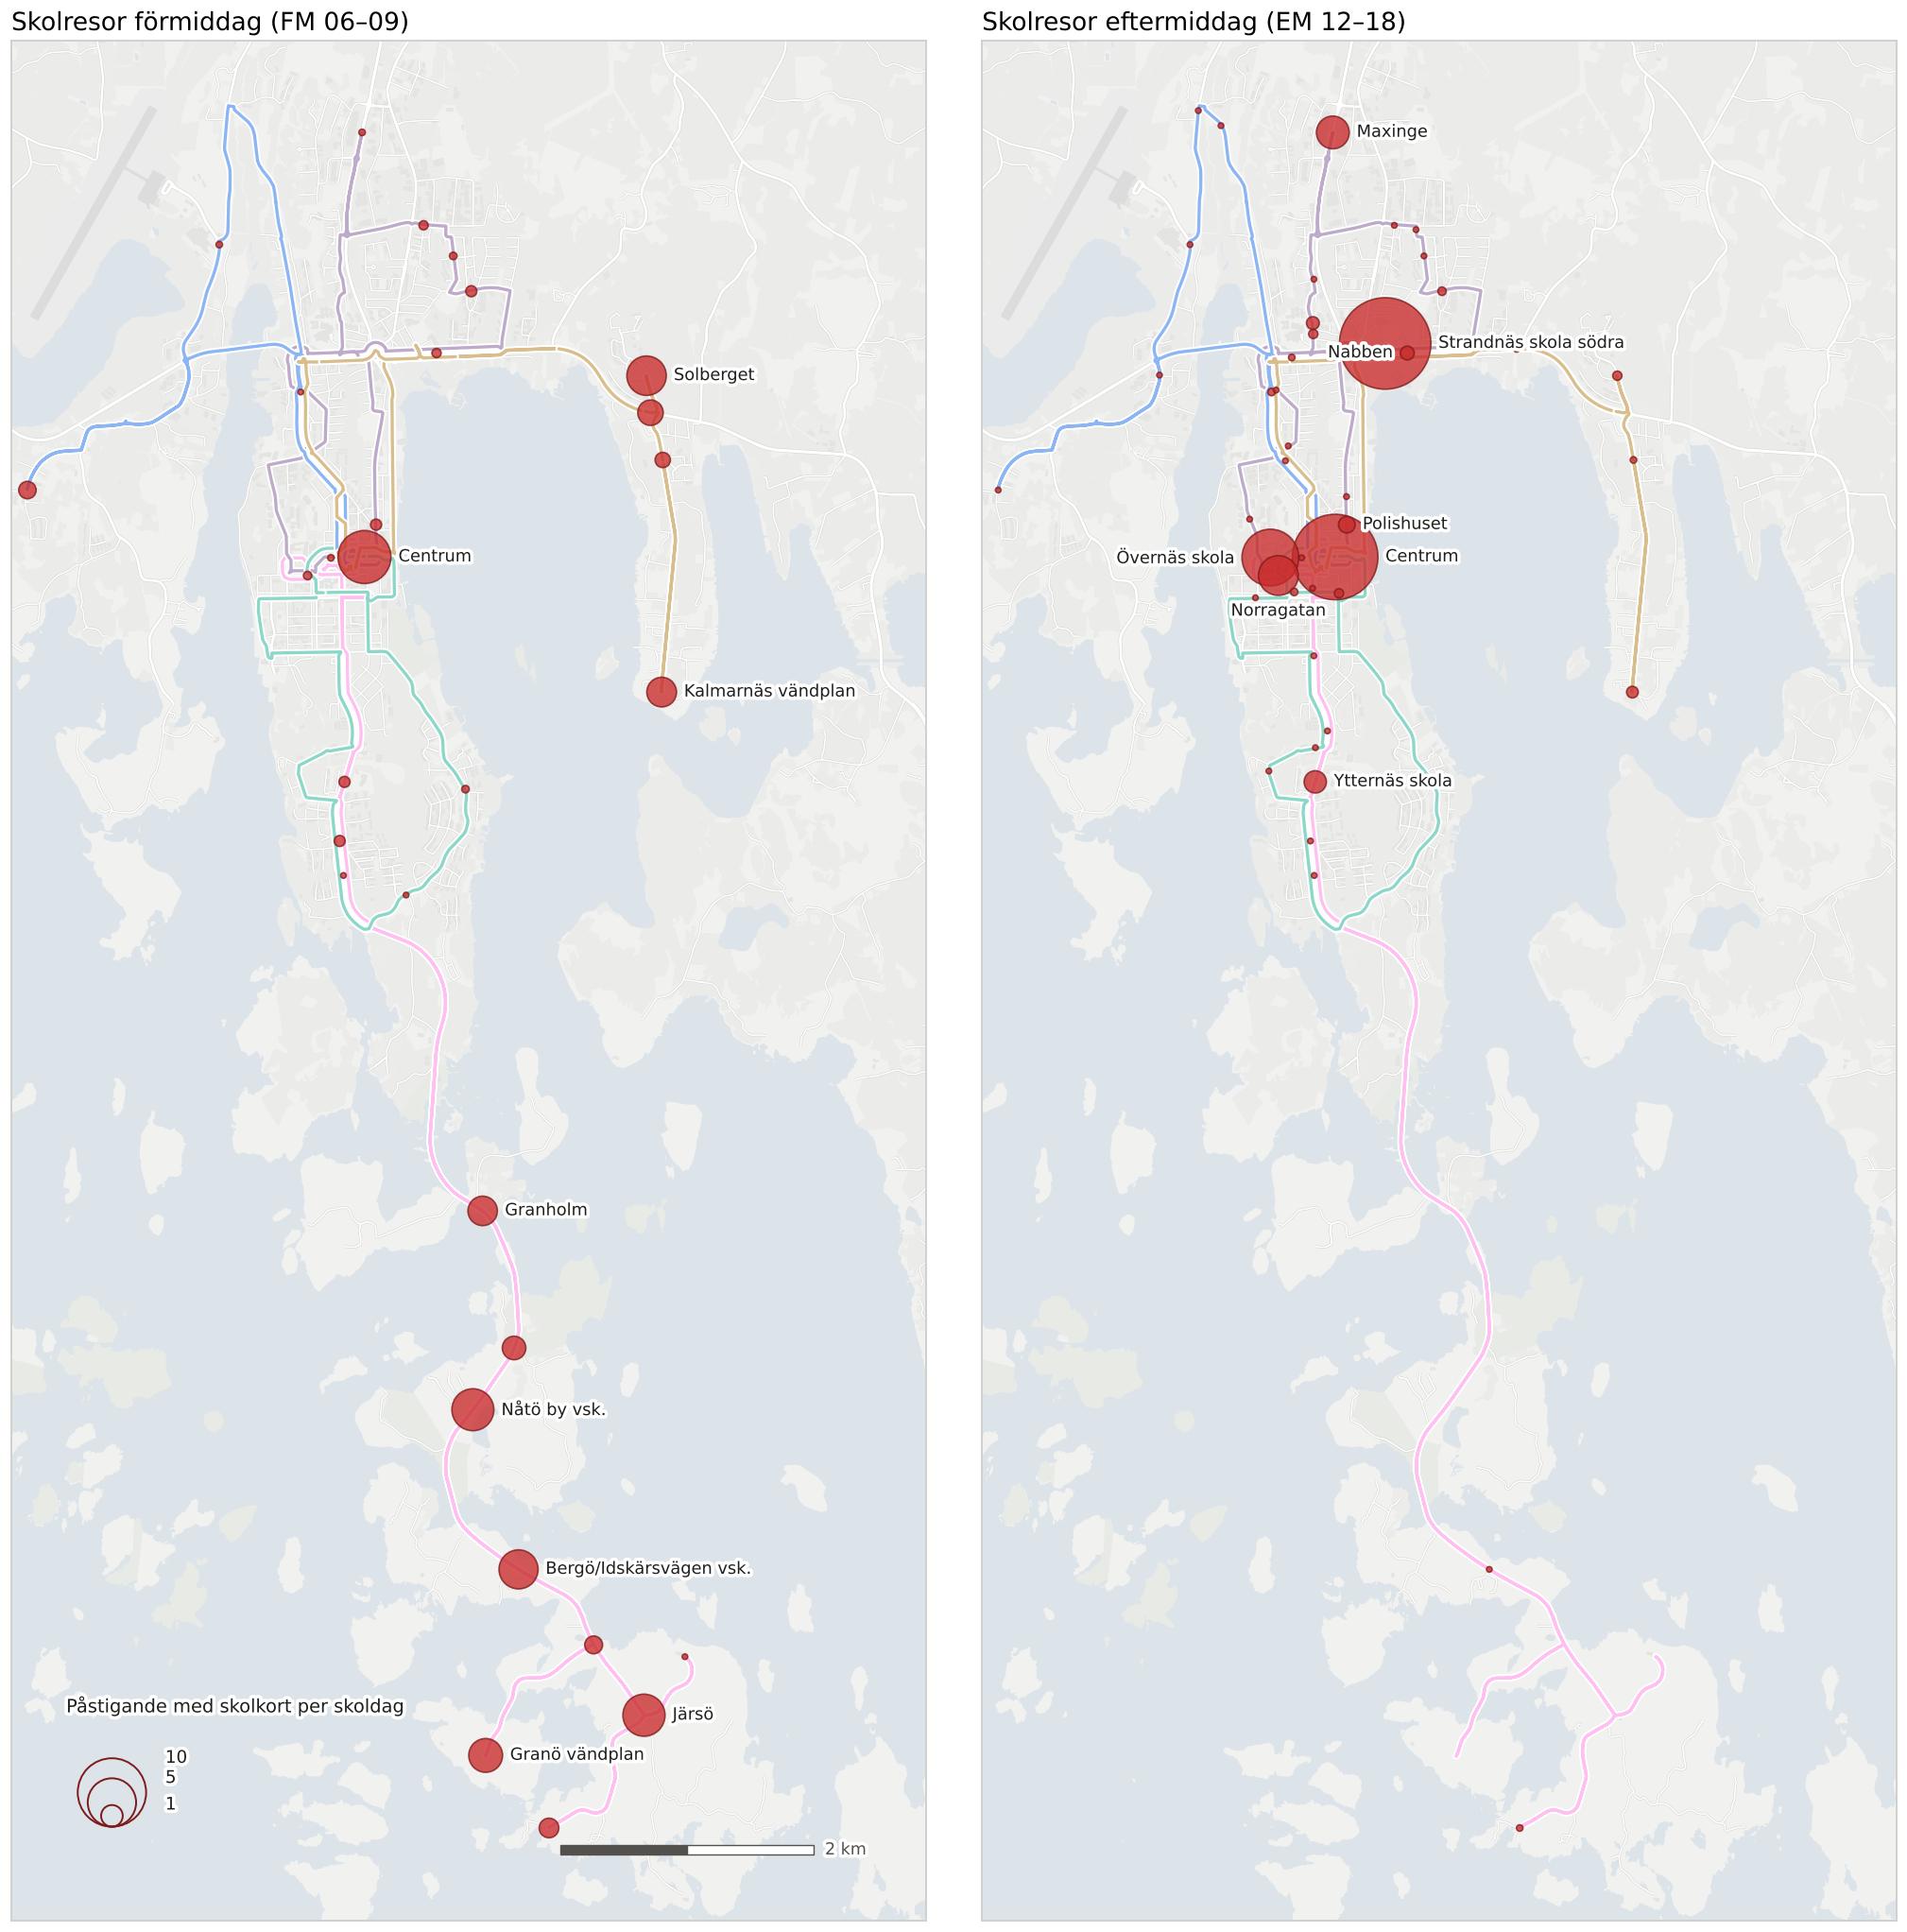 Skolresor förmiddag (FM 06–09)
Solberget
Centrum
Kalmarnäs vändplan
Granholm
Nåtö by vsk.
Bergö/Idskärsvägen vsk.
Järsö
Granö vändplan
Påstigande med skolkort per skoldag
10
5
1
2 km
Skolresor eftermiddag (EM 12–18)
Maxinge
Strandnäs skola södra
Nabben
Polishuset
Övernäs skola
Centrum
Norragatan
Ytternäs skola